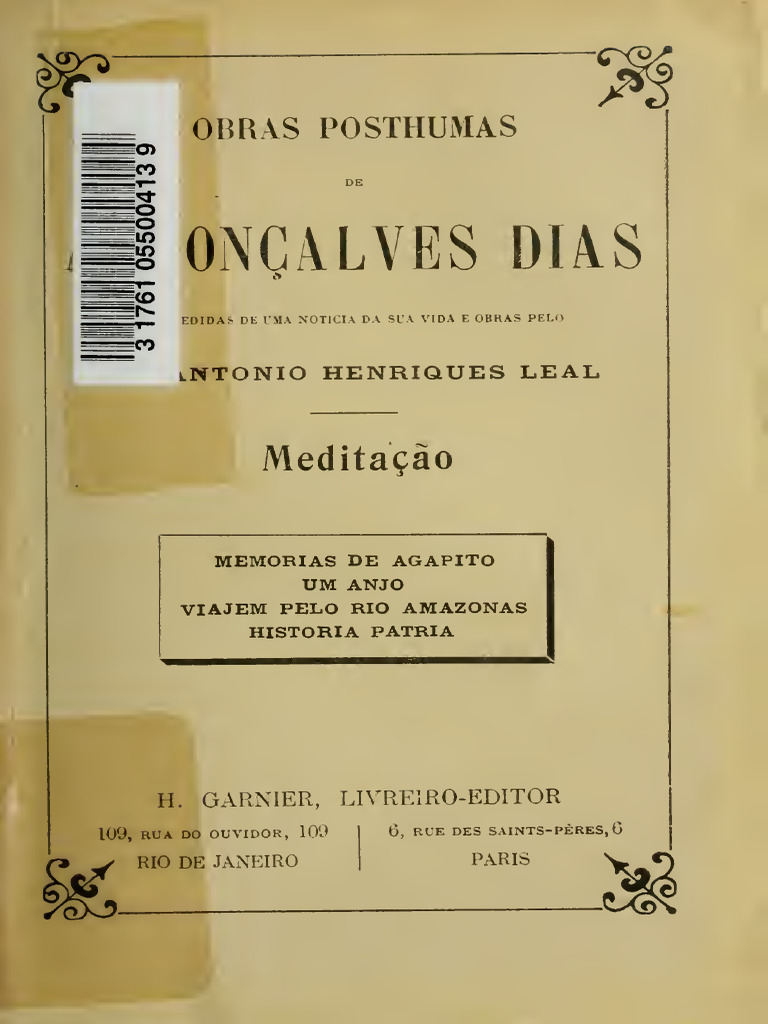 OBRAS POSTHUMAS
DE
ONÇALVES DIAS
EDIDAS DE UMA NOTICIA DA SUA VIDA E OBRAS PELO
ANTONIO HENRIQUES LEAL
Meditação
MEMORIAS DE AGAPITO
UM ANJO
VIAJEM PELO RIO AMAZONAS
HISTORIA PATRIA
H. GARNIER, LIVREIRO-EDITOR
109, RUA DO OUVIDOR, 109
RIO DE JANEIRO
6, RUE DES SAINTS-PÈRES, 6
PARIS
3 1761 05500413 9